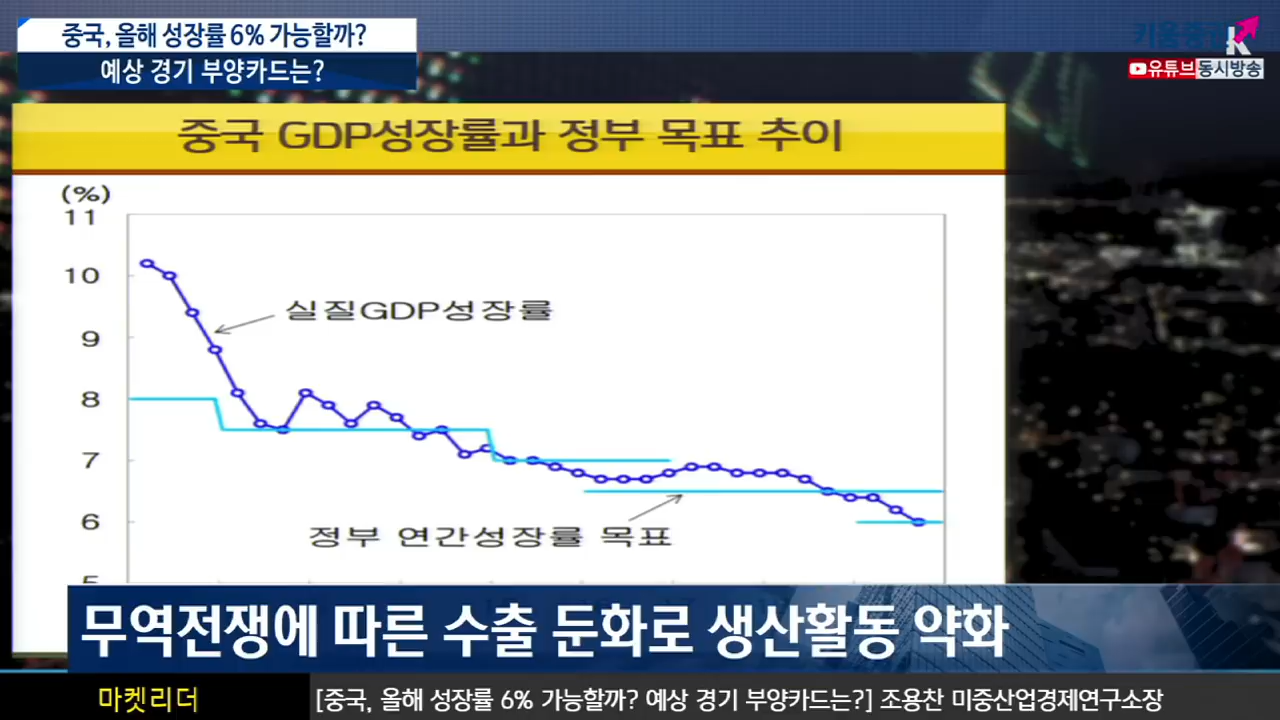 중국, 올해 성장률 6% 가능할까?
예상 경기 부양카드는?
키움증권
유튜브 동시방송
중국 GDP성장률과 정부 목표 추이
(%)
11
10
실질GDP성장률
9
8
7
6
정부 연간성장률 목표
5
무역전쟁에 따른 수출 둔화로 생산활동 약화
마켓리더
[중국, 올해 성장률 6% 가능할까? 예상 경기 부양카드는?] 조용찬 미중산업경제연구소장